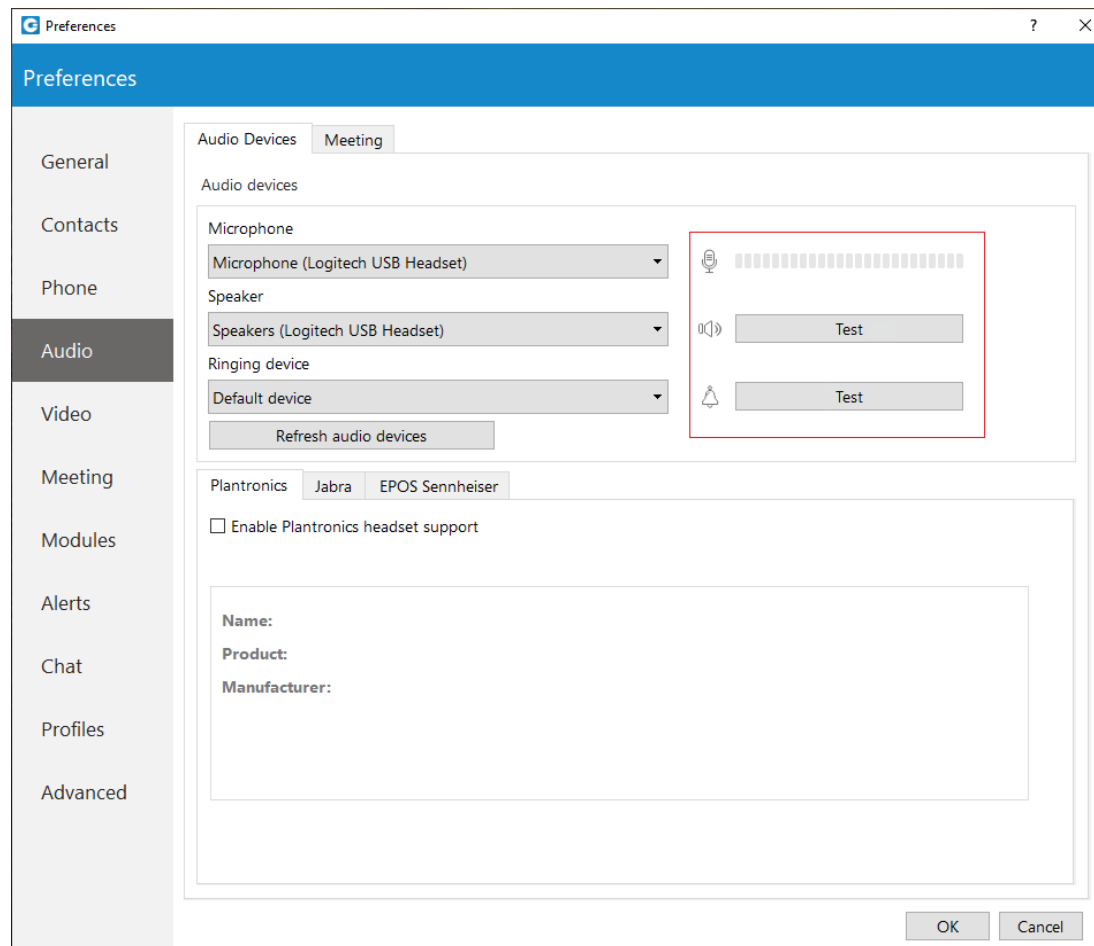 Preferences
?
Preferences
General
Contacts
Phone
Audio
Video
Meeting
Modules
Alerts
Chat
Profiles
Advanced
Audio Devices Meeting
Audio devices
Microphone
Microphone (Logitech USB Headset)
Speaker
Speakers (Logitech USB Headset)
Test
Ringing device
Default device
Test
Refresh audio devices
Plantronics Jabra EPOS Sennheiser
Enable Plantronics headset support
Name:
Product:
Manufacturer:
OK Cancel